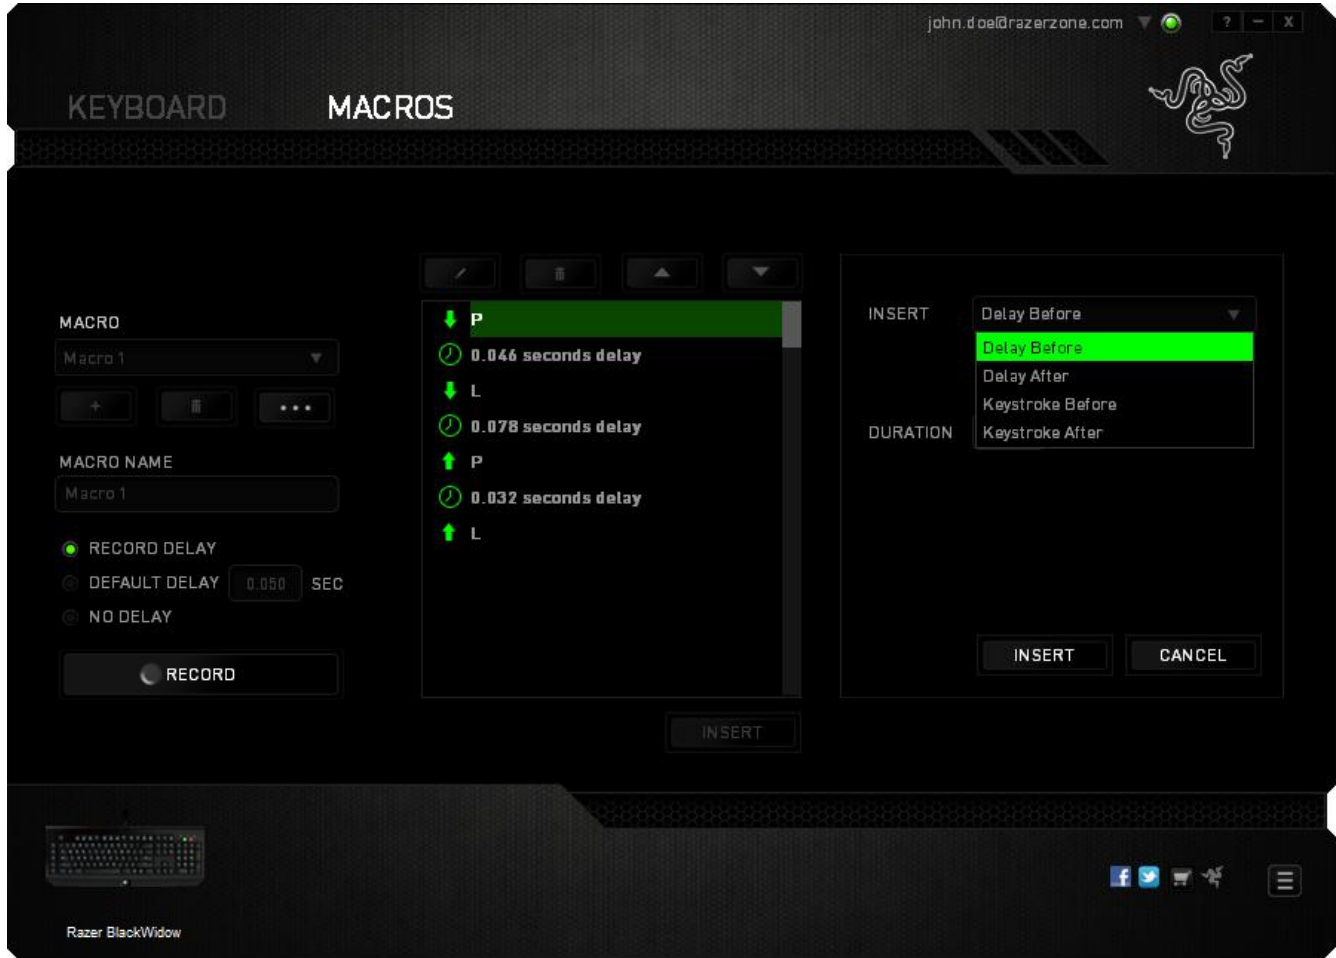 john.doe@razerzone.com
? – X
KEYBOARD
MACROS
MACRO
Macro 1
+
...
MACRO NAME
Macro 1
RECORD DELAY
DEFAULT DELAY 0.050 SEC
NO DELAY
RECORD
P
0.046 seconds delay
L
0.078 seconds delay
P
0.032 seconds delay
L
INSERT
INSERT Delay Before
Delay Before
Delay After
Keystroke Before
Keystroke After
DURATION
INSERT
CANCEL
Razer BlackWidow
f